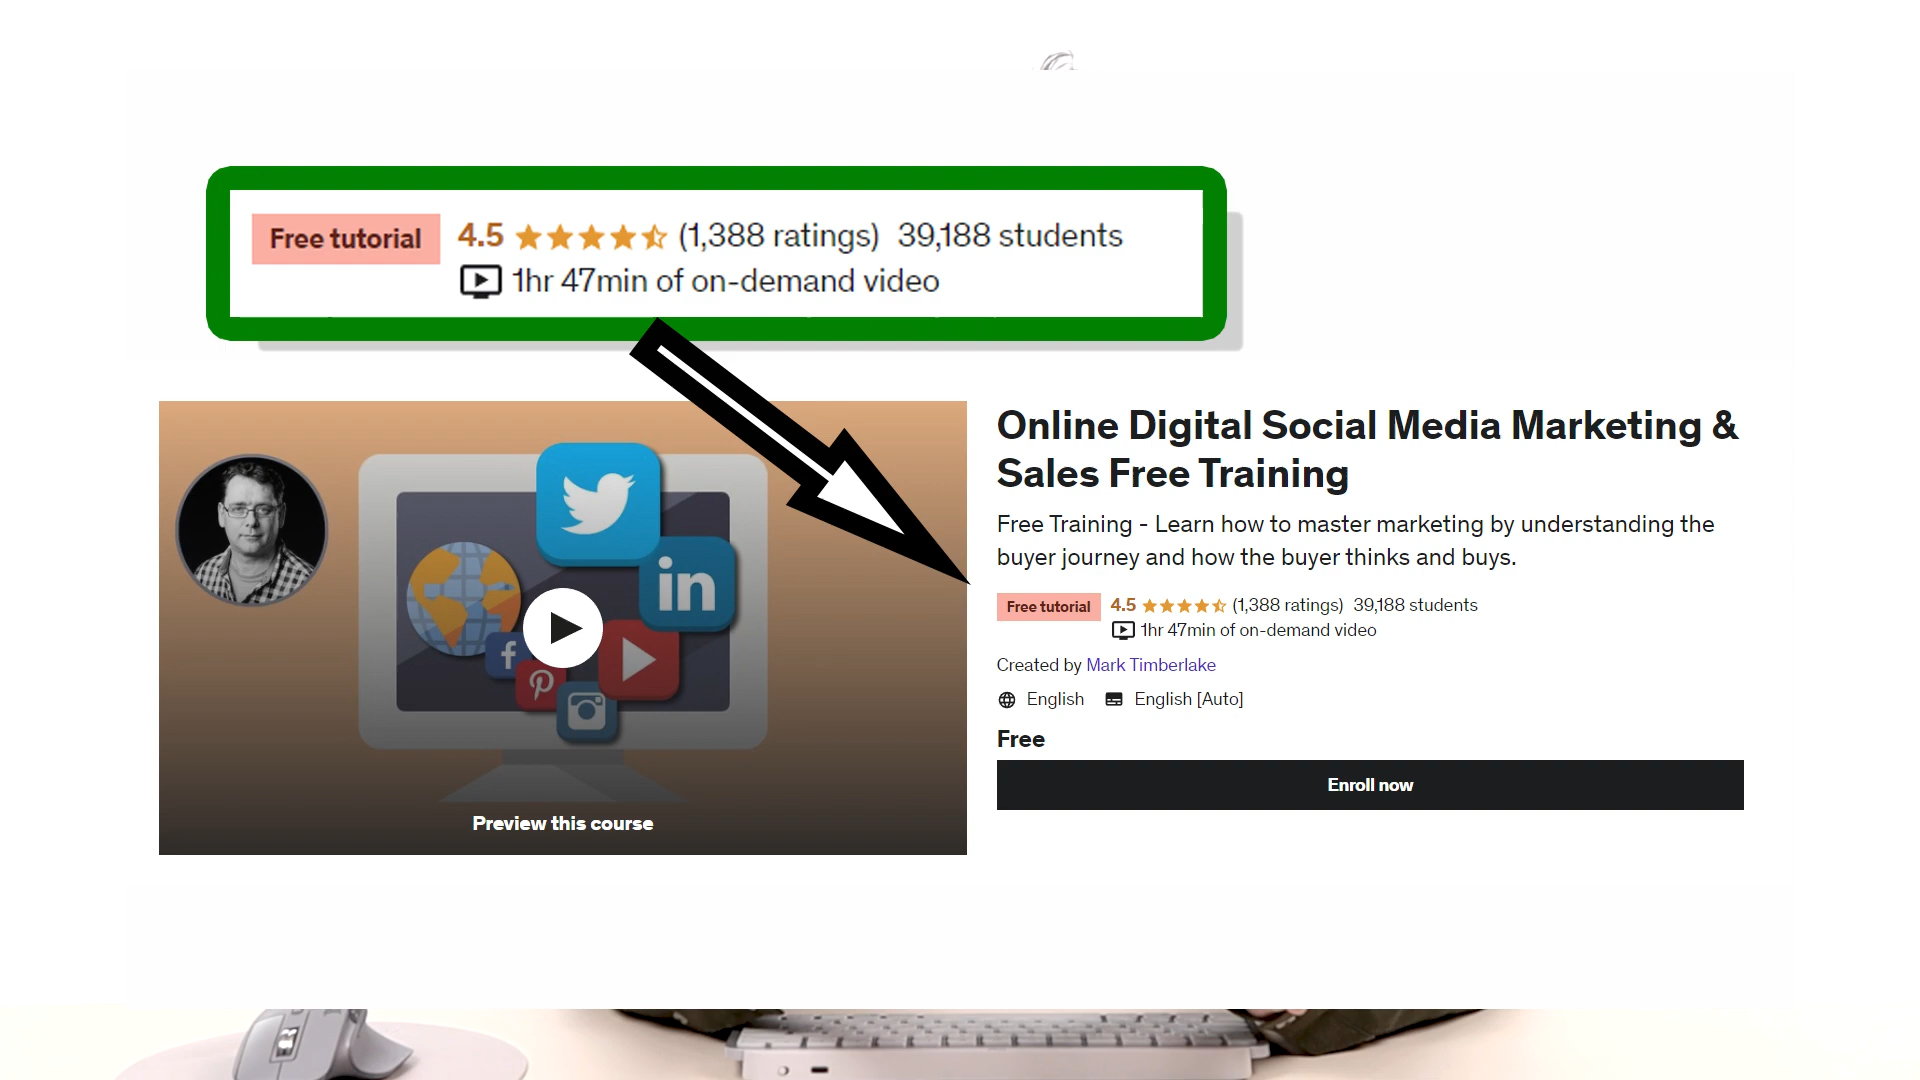 Free tutorial 4.5 (1,388 ratings) 39,188 students
1hr 47min of on-demand video
Online Digital Social Media Marketing &
Sales Free Training
Free Training - Learn how to master marketing by understanding the
buyer journey and how the buyer thinks and buys.
Free tutorial 4.5 (1,388 ratings) 39,188 students
1hr 47min of on-demand video
Created by Mark Timberlake
English English [Auto]
Free
Enroll now
in
f
Preview this course